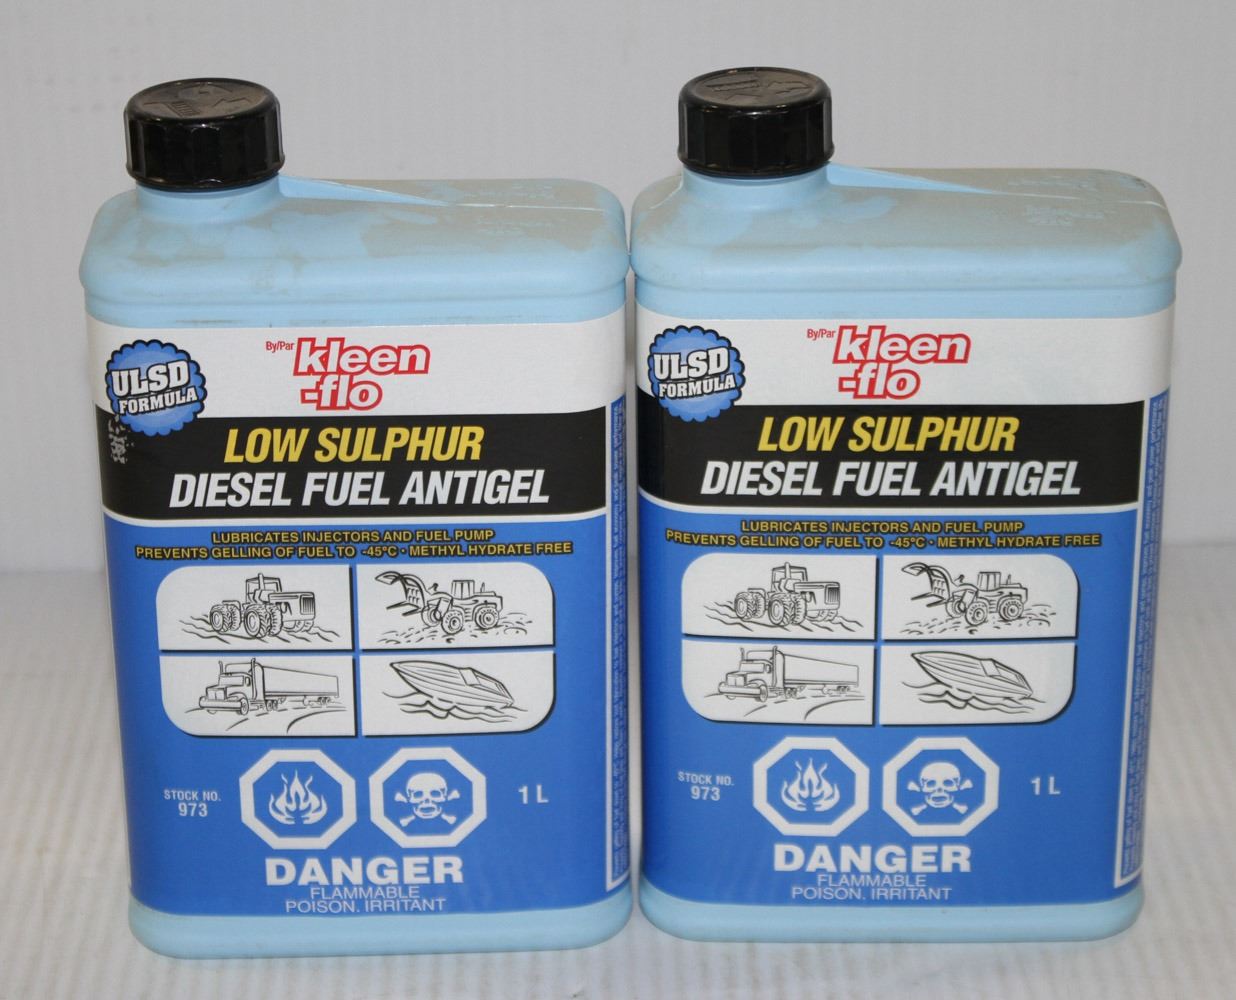 ULSD
FORMULA
By/Par kleen
-flo
LOW SULPHUR
DIESEL FUEL ANTIGEL
LUBRICATES INJECTORS AND FUEL PUMP
PREVENTS GELLING OF FUEL TO -45°C • METHYL HYDRATE FREE
STOCK NO.
973
1 L
DANGER
FLAMMABLE
POISON. IRRITANT
ULSD
FORMULA
By/Par kleen
-flo
LOW SULPHUR
DIESEL FUEL ANTIGEL
LUBRICATES INJECTORS AND FUEL PUMP
PREVENTS GELLING OF FUEL TO -45°C • METHYL HYDRATE FREE
STOCK NO.
973
1 L
DANGER
FLAMMABLE
POISON. IRRITANT